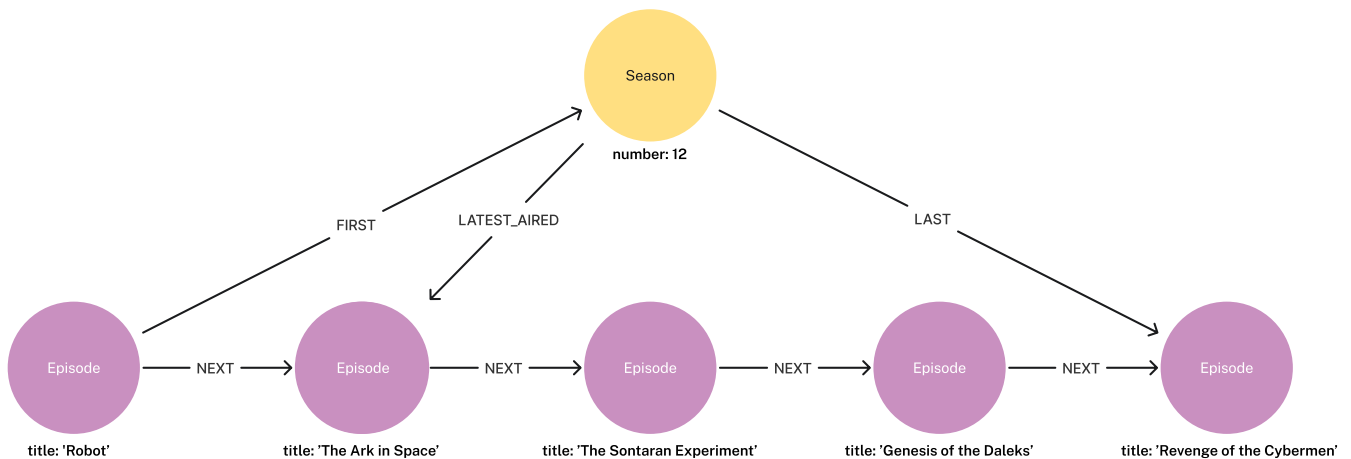 Season
number: 12
FIRST
LATEST_AIRED
LAST
Episode
NEXT
Episode
NEXT
Episode
NEXT
Episode
NEXT
Episode
title: 'Robot’
title: ’The Ark in Space’
title: ’The Sontaran Experiment’
title: ’Genesis of the Daleks’
title: ’Revenge of the Cybermen’